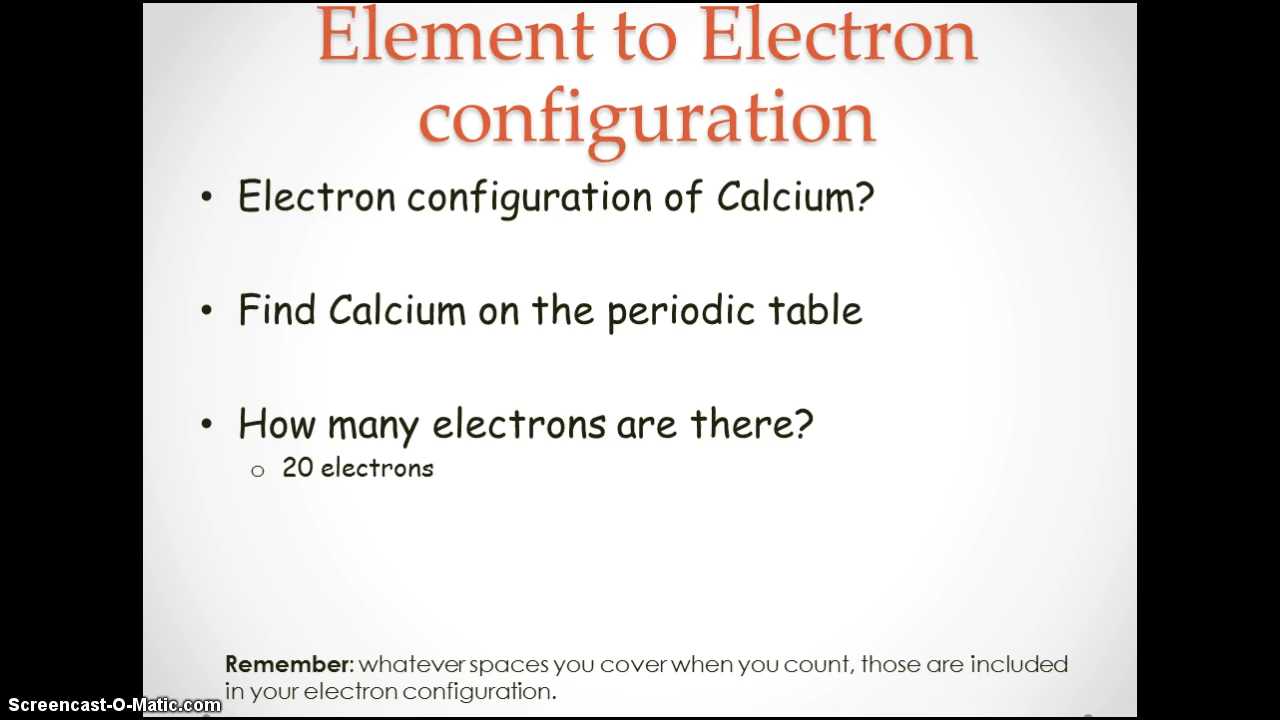 Element to Electron
configuration
• Electron configuration of Calcium?
• Find Calcium on the periodic table
• How many electrons are there?
o 20 electrons
Remember: whatever spaces you cover when you count, those are included
in your electron configuration.
Screencast-O-Matic.com